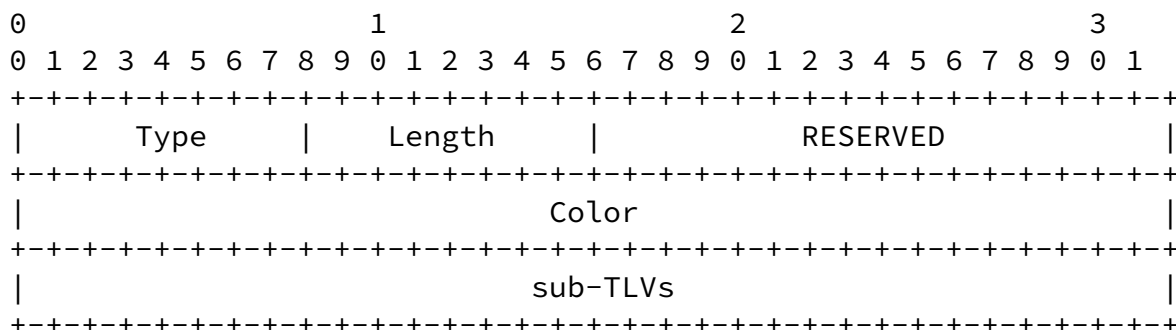 0                   1                   2                   3
0 1 2 3 4 5 6 7 8 9 0 1 2 3 4 5 6 7 8 9 0 1 2 3 4 5 6 7 8 9 0 1
+-+-+-+-+-+-+-+-+-+-+-+-+-+-+-+-+-+-+-+-+-+-+-+-+-+-+-+-+-+-+-+-+
|      Type     |    Length     |           RESERVED            |
+-+-+-+-+-+-+-+-+-+-+-+-+-+-+-+-+-+-+-+-+-+-+-+-+-+-+-+-+-+-+-+-+
|                             Color                             |
+-+-+-+-+-+-+-+-+-+-+-+-+-+-+-+-+-+-+-+-+-+-+-+-+-+-+-+-+-+-+-+-+
|                            sub-TLVs                           |
+-+-+-+-+-+-+-+-+-+-+-+-+-+-+-+-+-+-+-+-+-+-+-+-+-+-+-+-+-+-+-+-+